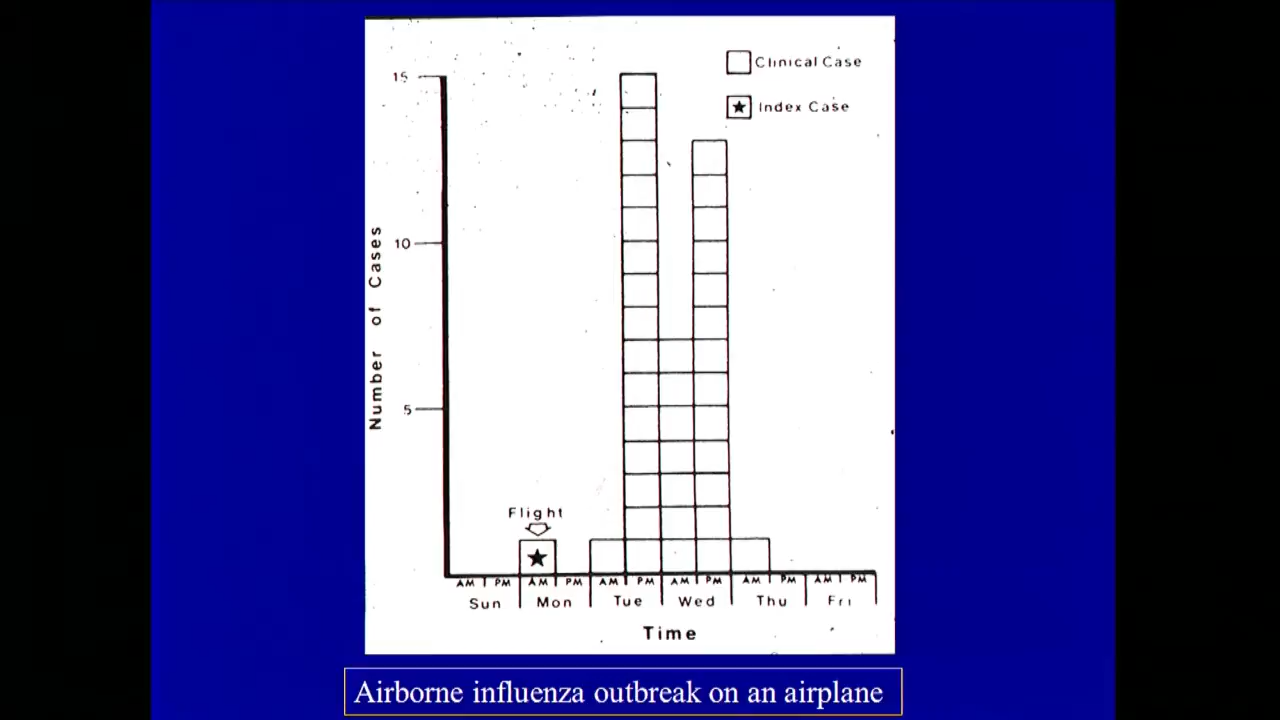 Clinical Case
Index Case
15
10
5
Number of Cases
Flight
AM PM AM PM AM PM AM PM AM PM AM PM
Sun Mon Tue Wed Thu Fri
Time
Airborne influenza outbreak on an airplane